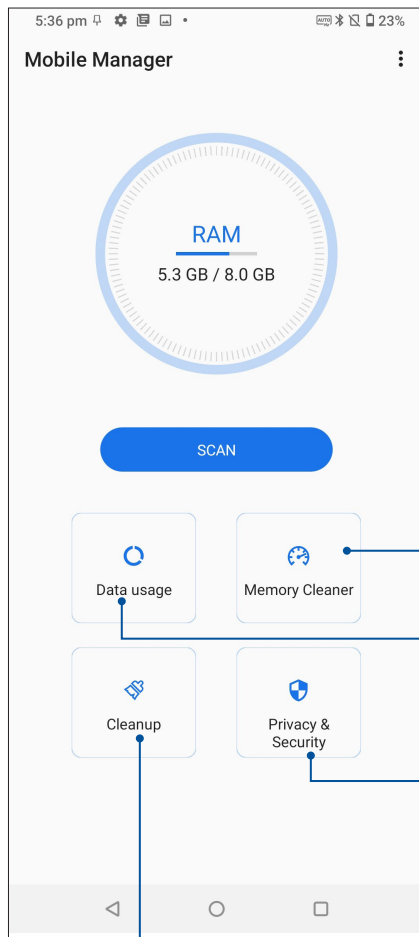 5:36 pm 23%
Mobile Manager
RAM
5.3 GB / 8.0 GB
SCAN
Data usage
Memory Cleaner
Cleanup
Privacy &
Security